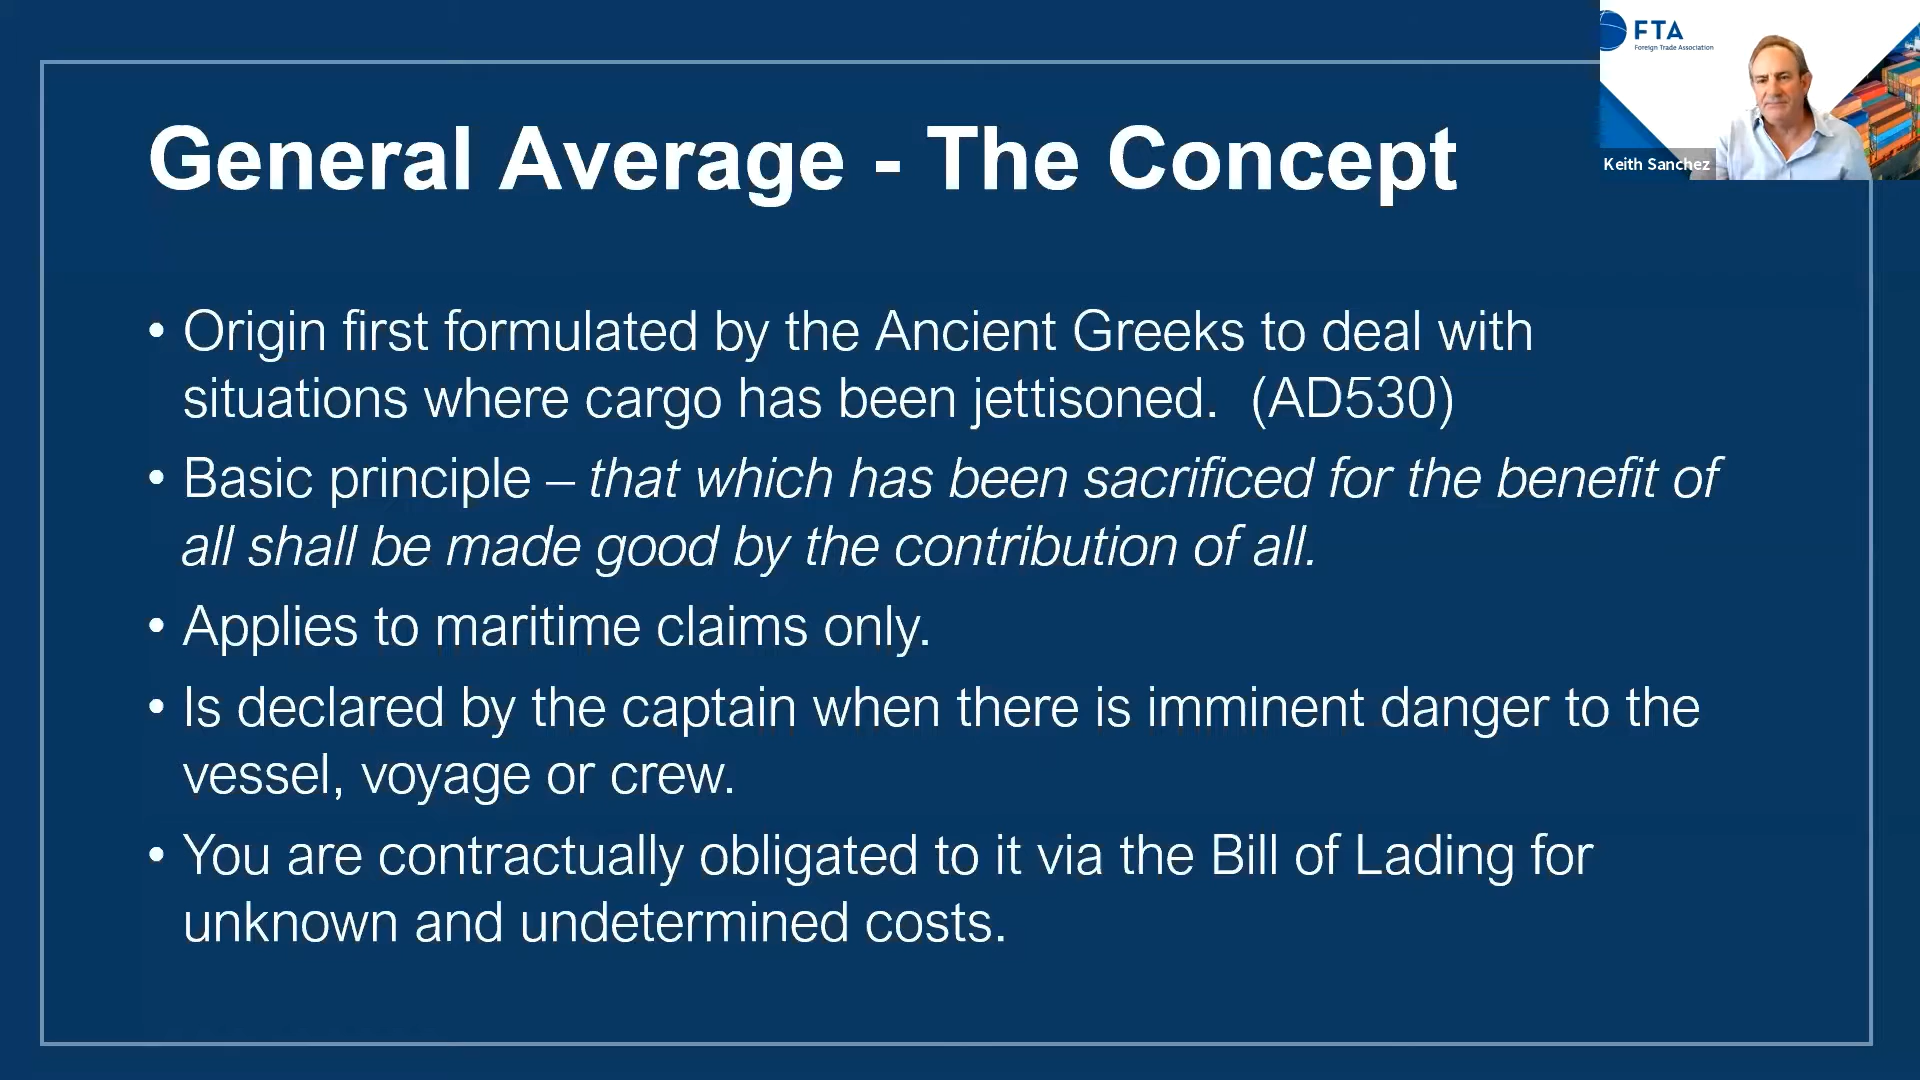 FTA
Foreign Trade Association
Keith Sanchez
General Average - The Concept
• Origin first formulated by the Ancient Greeks to deal with
situations where cargo has been jettisoned.  (AD530)
• Basic principle – that which has been sacrificed for the benefit of
all shall be made good by the contribution of all.
• Applies to maritime claims only.
• Is declared by the captain when there is imminent danger to the
vessel, voyage or crew.
• You are contractually obligated to it via the Bill of Lading for
unknown and undetermined costs.